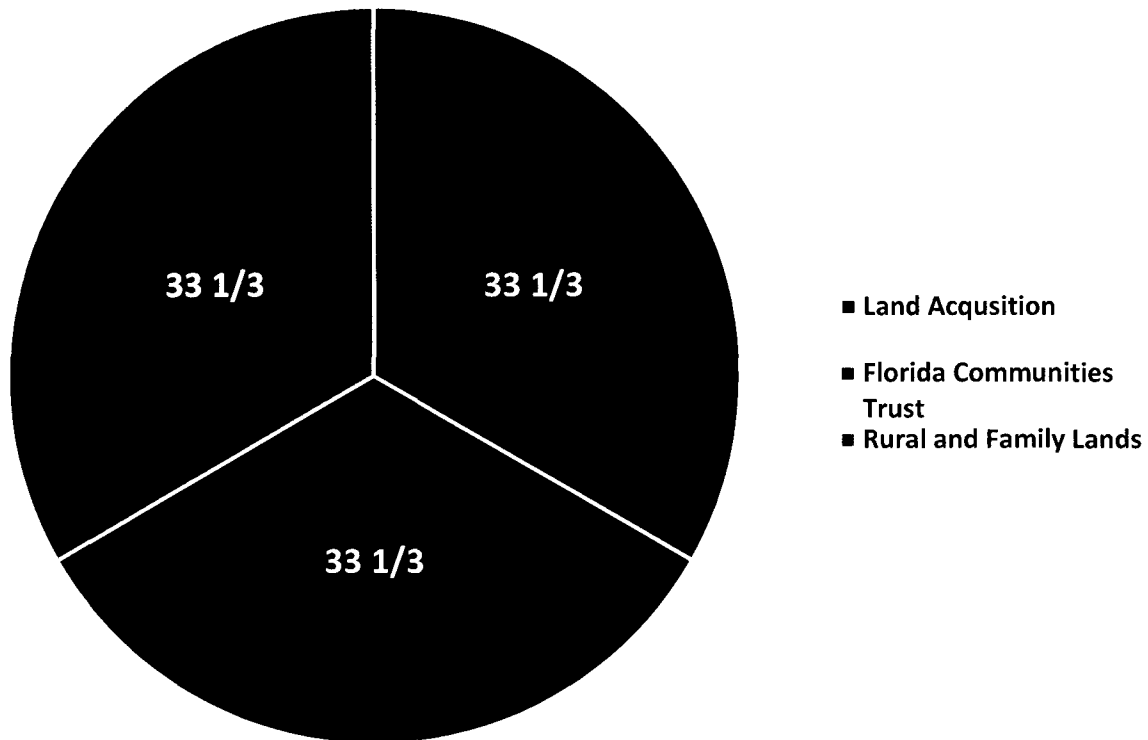 33 1/3
33 1/3
33 1/3
Land Acqusition
Florida Communities
Trust
Rural and Family Lands